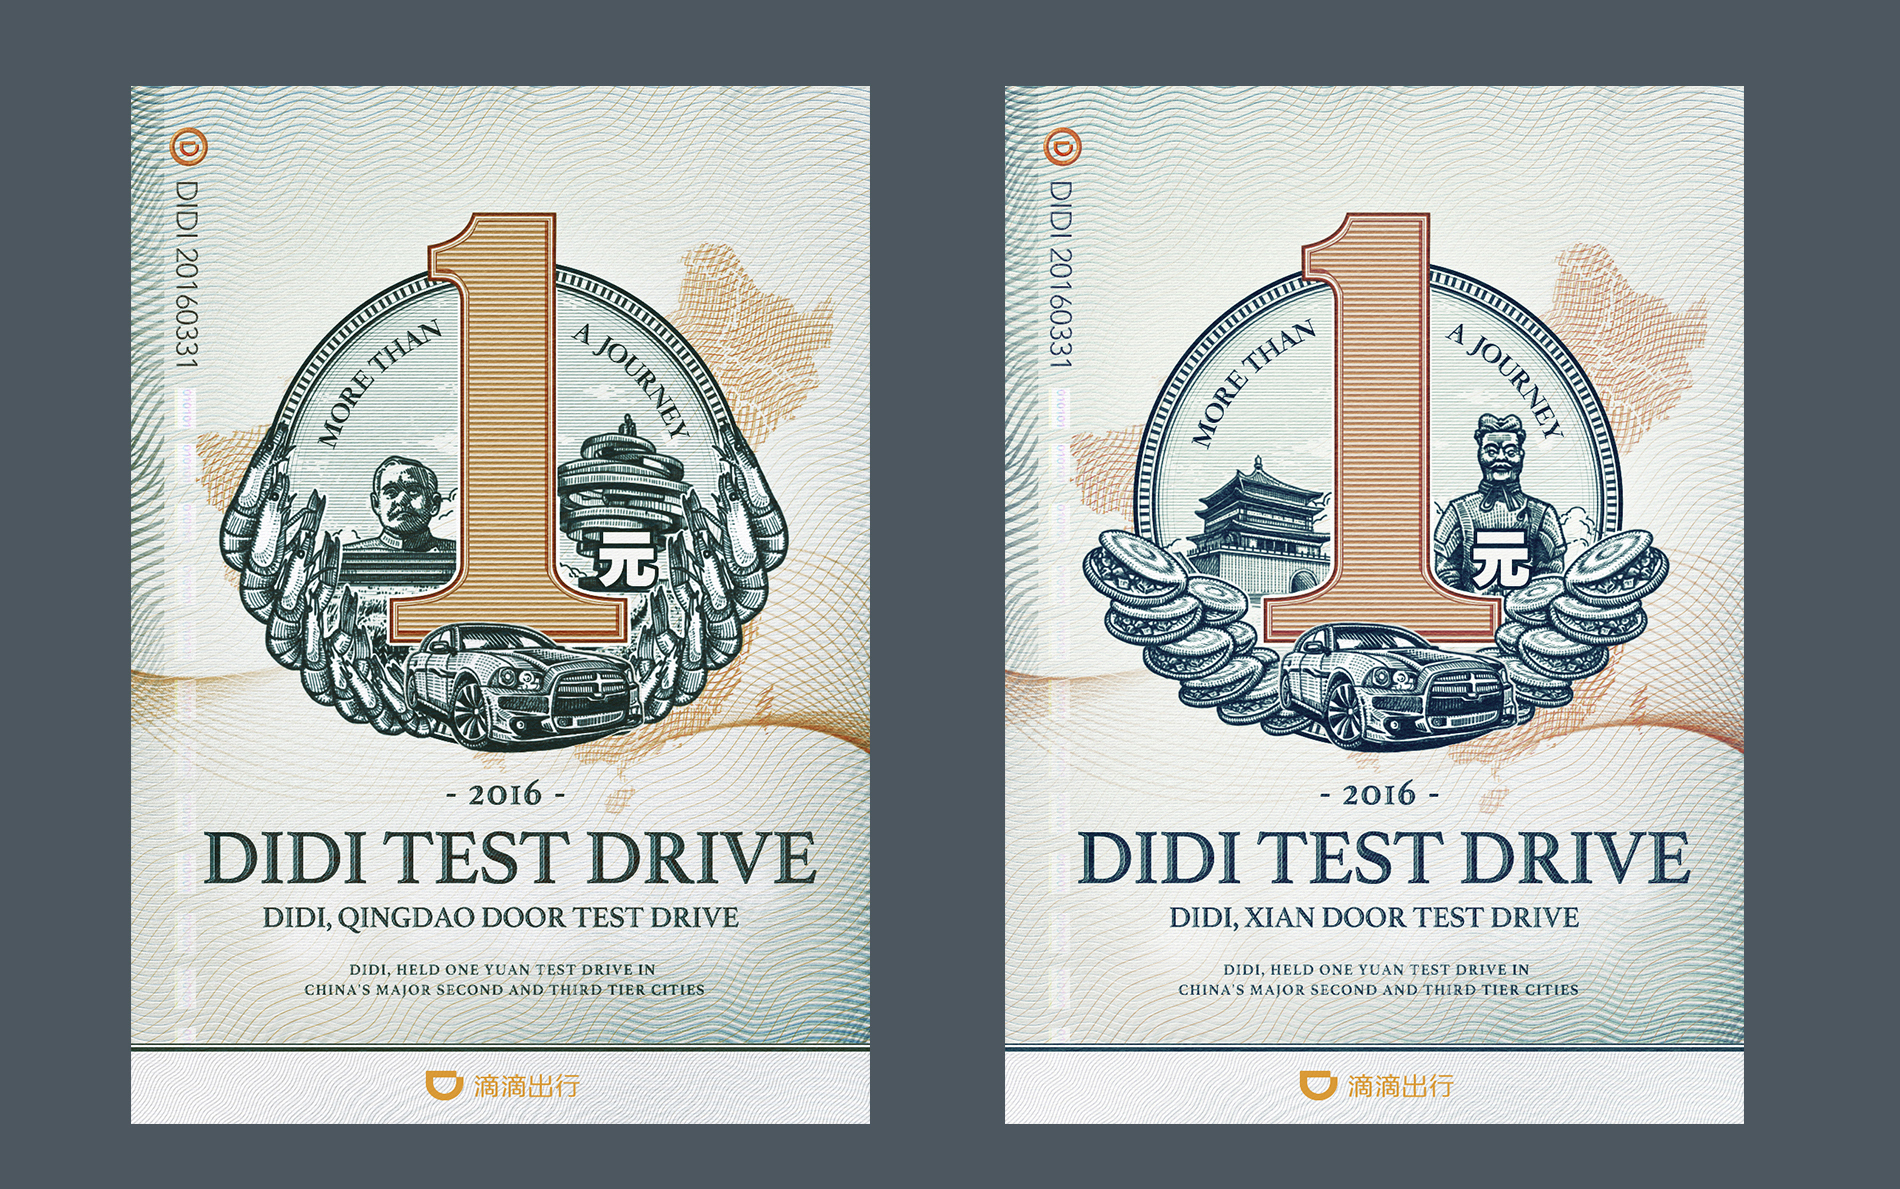 DIDI 20160331
1
MORE THAN
A JOURNEY
元
- 2016 -
DIDI TEST DRIVE
DIDI, QINGDAO DOOR TEST DRIVE
DIDI, HELD ONE YUAN TEST DRIVE IN
CHINA'S MAJOR SECOND AND THIRD TIER CITIES
滴滴出行
DIDI 20160331
1
MORE THAN
A JOURNEY
元
- 2016 -
DIDI TEST DRIVE
DIDI, XIAN DOOR TEST DRIVE
DIDI, HELD ONE YUAN TEST DRIVE IN
CHINA'S MAJOR SECOND AND THIRD TIER CITIES
滴滴出行